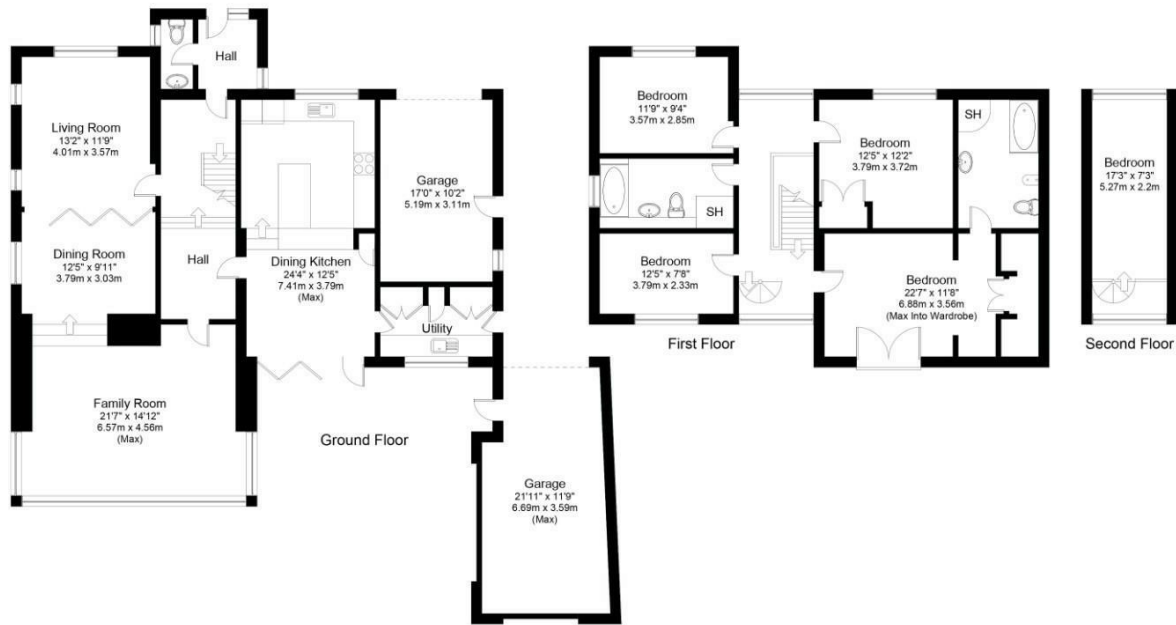 Hall
Living Room
13'2" x 11'9"
4.01m x 3.57m
Garage
17'0" x 10'2"
5.19m x 3.11m
Dining Room
12'5" x 9'11"
3.79m x 3.03m
Hall
Dining Kitchen
24'4" x 12'5"
7.41m x 3.79m
(Max)
Utility
Family Room
21'7" x 14'12"
6.57m x 4.56m
(Max)
Ground Floor
Garage
21'11" x 11'9"
6.69m x 3.59m
(Max)
Bedroom
11'9" x 9'4"
3.57m x 2.85m
Bedroom
12'5" x 12'2"
3.79m x 3.72m
SH
SH
Bedroom
12'5" x 7'8"
3.79m x 2.33m
Bedroom
22'7" x 11'8"
6.88m x 3.56m
(Max Into Wardrobe)
First Floor
Bedroom
17'3" x 7'3"
5.27m x 2.2m
Second Floor